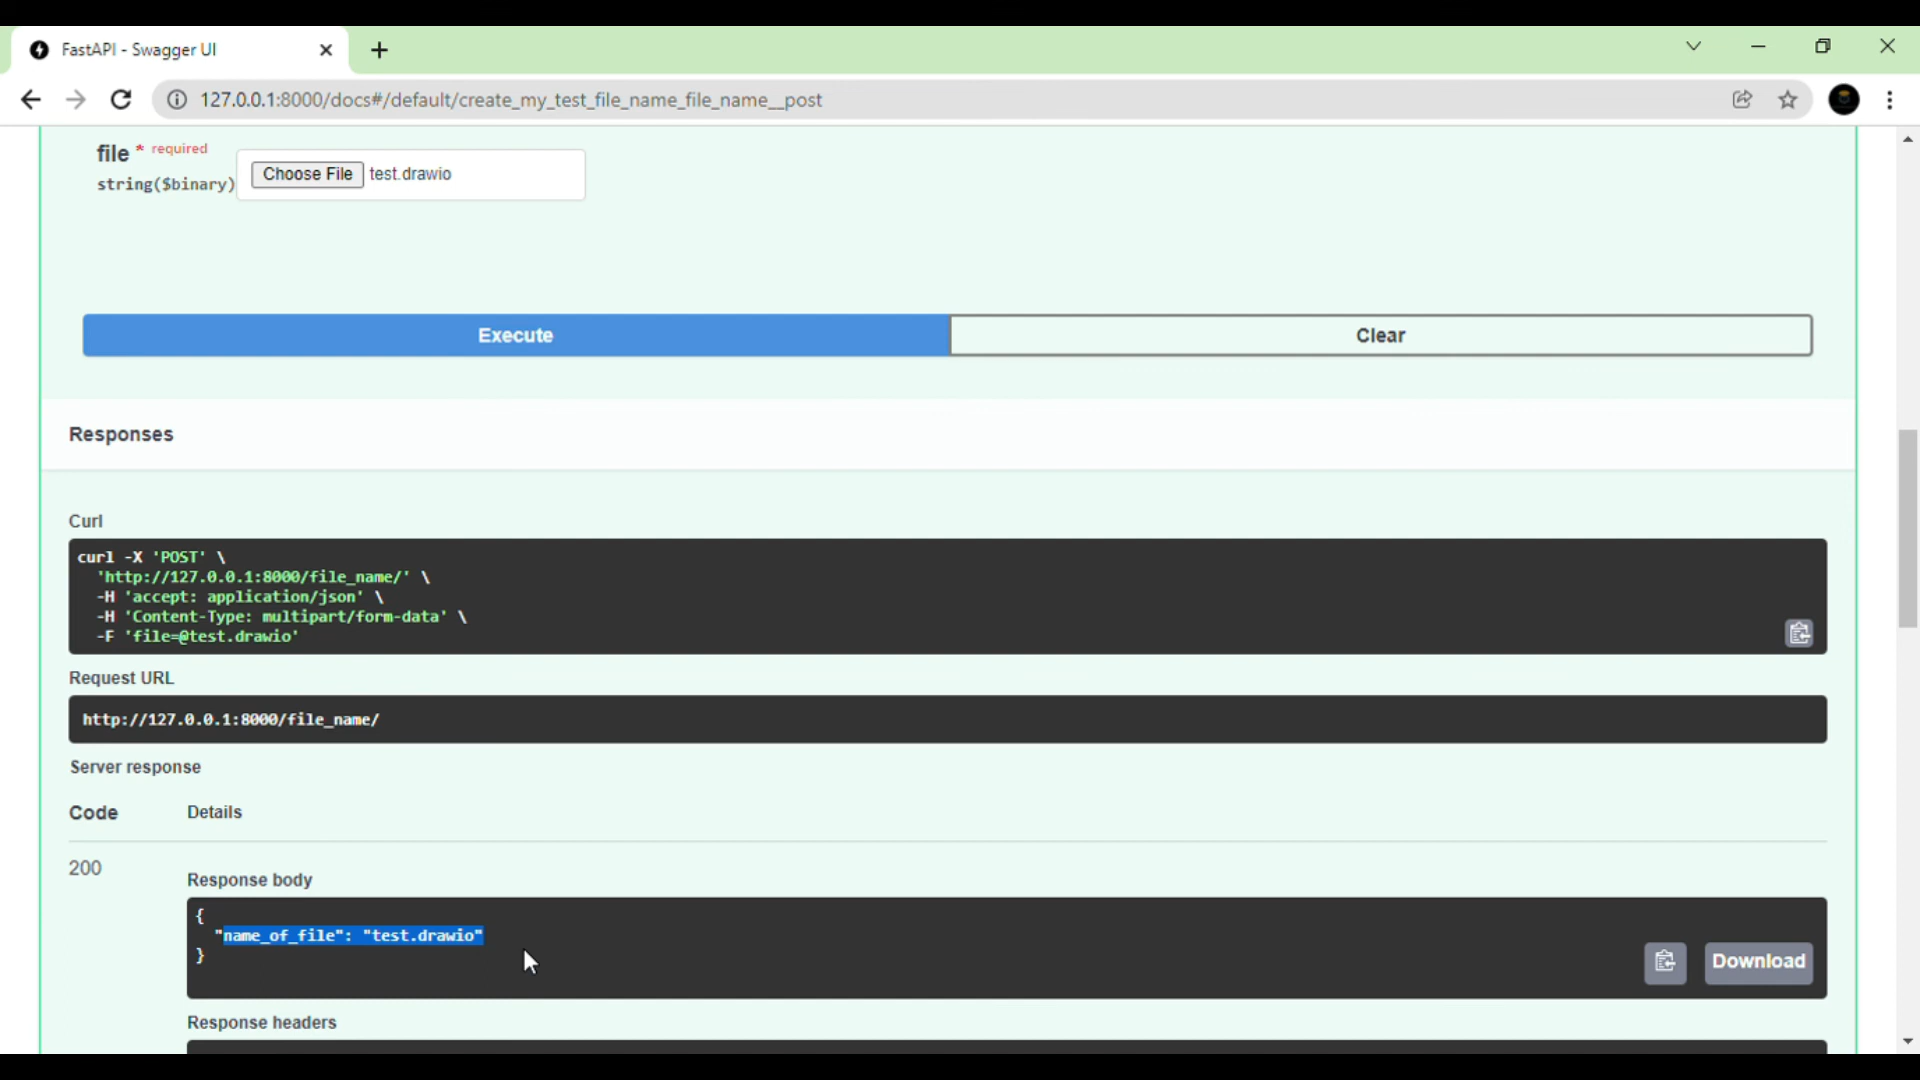 FastAPI - Swagger UI
127.0.0.1:8000/docs#/default/create_my_test_file_name_file_name__post
file * required
string($binary)
Choose File test.drawio
Execute
Clear
Responses
Curl
curl -X 'POST' \
'http://127.0.0.1:8000/file_name/' \
-H 'accept: application/json' \
-H 'Content-Type: multipart/form-data' \
-F 'file=@test.drawio'
Request URL
http://127.0.0.1:8000/file_name/
Server response
Code Details
200
Response body
{
"name_of_file": "test.drawio"
}
Download
Response headers